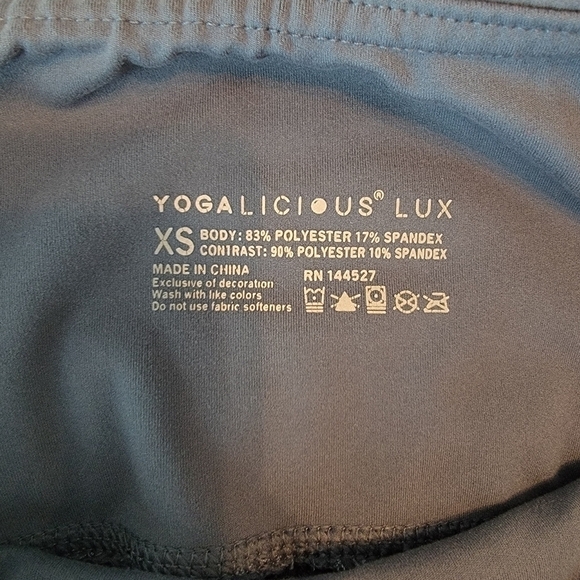 YOGALICIOUS® LUX
XS BODY: 83% POLYESTER 17% SPANDEX
CONTRAST: 90% POLYESTER 10% SPANDEX
MADE IN CHINA RN 144527
Exclusive of decoration
Wash with like colors
Do not use fabric softeners